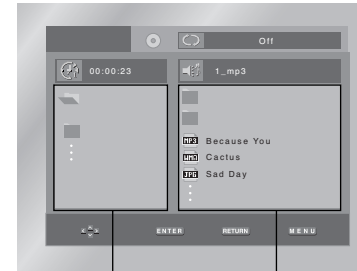 Off
00:00:23
1_mp3
MP3 Because You
WMA Cactus
JPG Sad Day
ENTER RETURN MENU